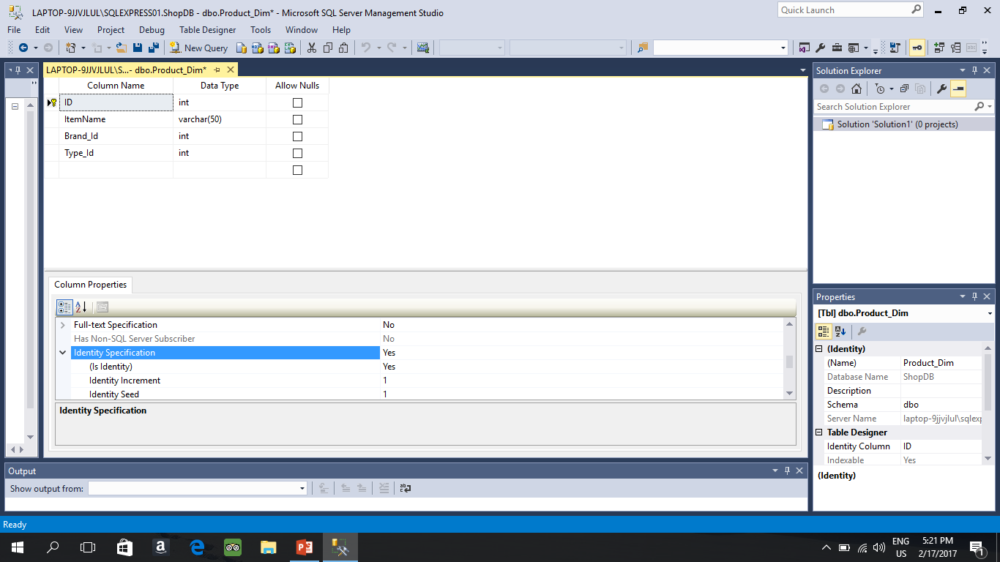 LAPTOP-9JJVJLUL\SQLEXPRESS01.ShopDB - dbo.Product_Dim* - Microsoft SQL Server Management Studio
Quick Launch
File Edit View Project Debug Table Designer Tools Window Help
New Query
LAPTOP-9JJVJLUL\S...- dbo.Product_Dim*
Column Name Data Type Allow Nulls
ID int
ItemName varchar(50)
Brand_Id int
Type_Id int
Column Properties
Full-text Specification No
Has Non-SQL Server Subscriber No
Identity Specification Yes
(Is Identity) Yes
Identity Increment 1
Identity Seed 1
Identity Specification
Solution Explorer
Search Solution Explorer
Solution 'Solution1' (0 projects)
Properties
[Tbl] dbo.Product_Dim
(Identity)
(Name) Product_Dim
Database Name ShopDB
Description
Schema dbo
Server Name laptop-9jjvjlul\sqlexp
Table Designer
Identity Column ID
Indexable Yes
(Identity)
Output
Show output from:
Ready
ENG
US
5:21 PM
2/17/2017
1